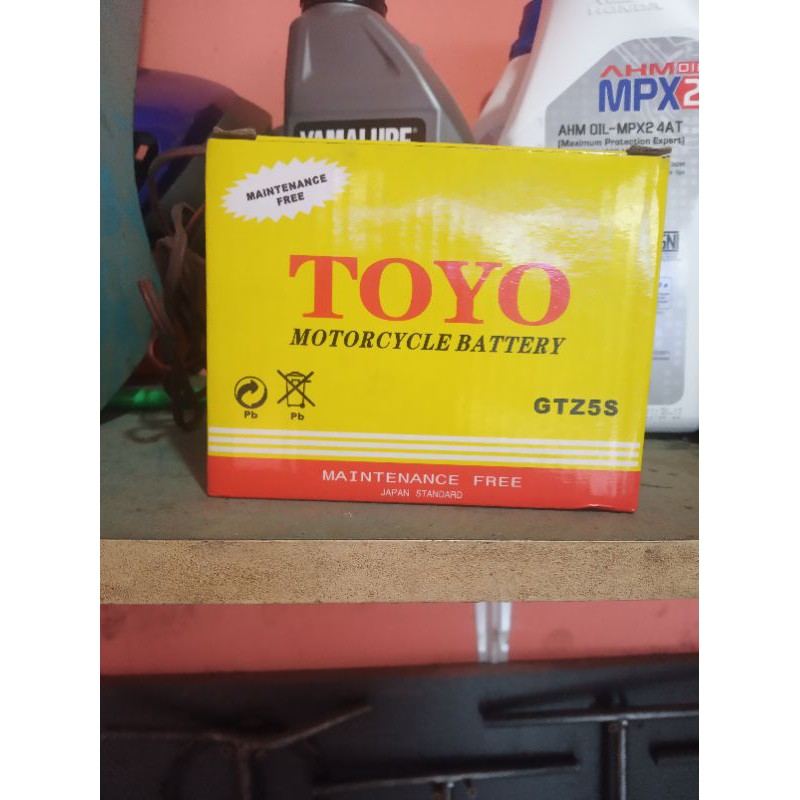 HONDA
YAMALUBE
AHM OIL
MPX2
AHM OIL-MPX2 4AT
(Maximum Protection Expert)
MAINTENANCE
FREE
TOYO
MOTORCYCLE BATTERY
Pb
Pb
GTZ5S
MAINTENANCE FREE
JAPAN STANDARD